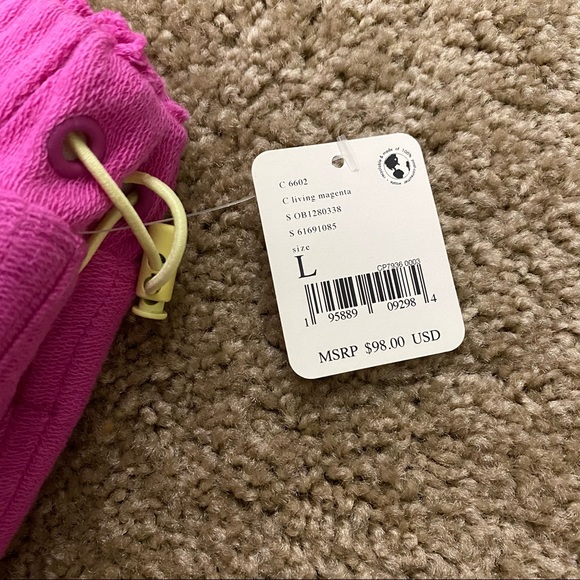 C 6602
C living magenta
S OB1280338
S 61691085
size
L
CP7936.0003
1 95889 09298 4
MSRP $98.00 USD